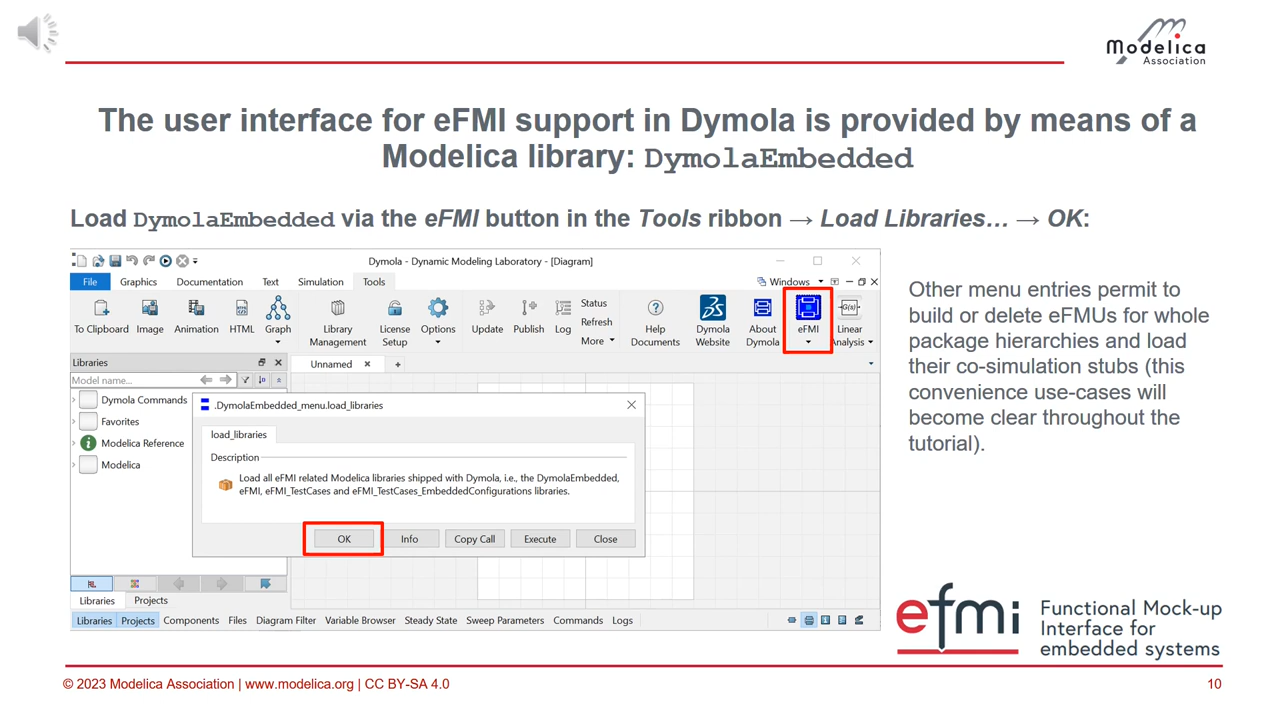 Modelica
Association
The user interface for eFMI support in Dymola is provided by means of a
Modelica library: DymolaEmbedded
Load DymolaEmbedded via the eFMI button in the Tools ribbon → Load Libraries… → OK:
Dymola - Dynamic Modeling Laboratory - [Diagram]
File Graphics Documentation Text Simulation Tools Windows
To Clipboard Image Animation HTML Graph Library Management License Setup Options Update Publish Log Status Refresh More Help Documents Dymola Website About Dymola eFMI Linear Analysis
G(s)
Libraries
Unnamed
Model name...
Dymola Commands
Favorites
Modelica Reference
Modelica
.DymolaEmbedded_menu.load_libraries
load_libraries
Description
Load all eFMI related Modelica libraries shipped with Dymola, i.e., the DymolaEmbedded,
eFMI, eFMI_TestCases and eFMI_TestCases_EmbeddedConfigurations libraries.
OK Info Copy Call Execute Close
Libraries Projects
Libraries Projects Components Files Diagram Filter Variable Browser Steady State Sweep Parameters Commands Logs
Other menu entries permit to
build or delete eFMUs for whole
package hierarchies and load
their co-simulation stubs (this
convenience use-cases will
become clear throughout the
tutorial).
efmi
Functional Mock-up
Interface for
embedded systems
© 2023 Modelica Association | www.modelica.org | CC BY-SA 4.0
10